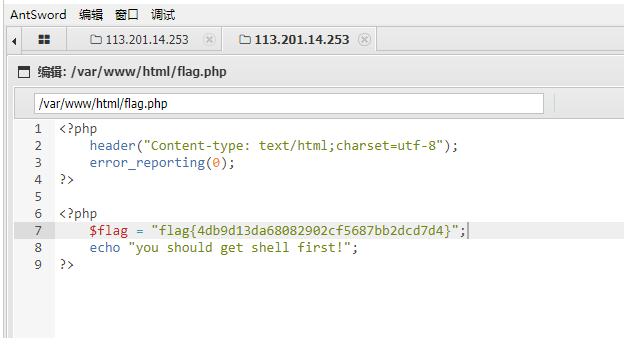 AntSword 编辑 窗口 调试
113.201.14.253 113.201.14.253
编辑: /var/www/html/flag.php
/var/www/html/flag.php
1 <?php
2 header("Content-type: text/html;charset=utf-8");
3 error_reporting(0);
4 ?>
5
6 <?php
7 $flag = "flag{4db9d13da68082902cf5687bb2dcd7d4}";
8 echo "you should get shell first!";
9 ?>